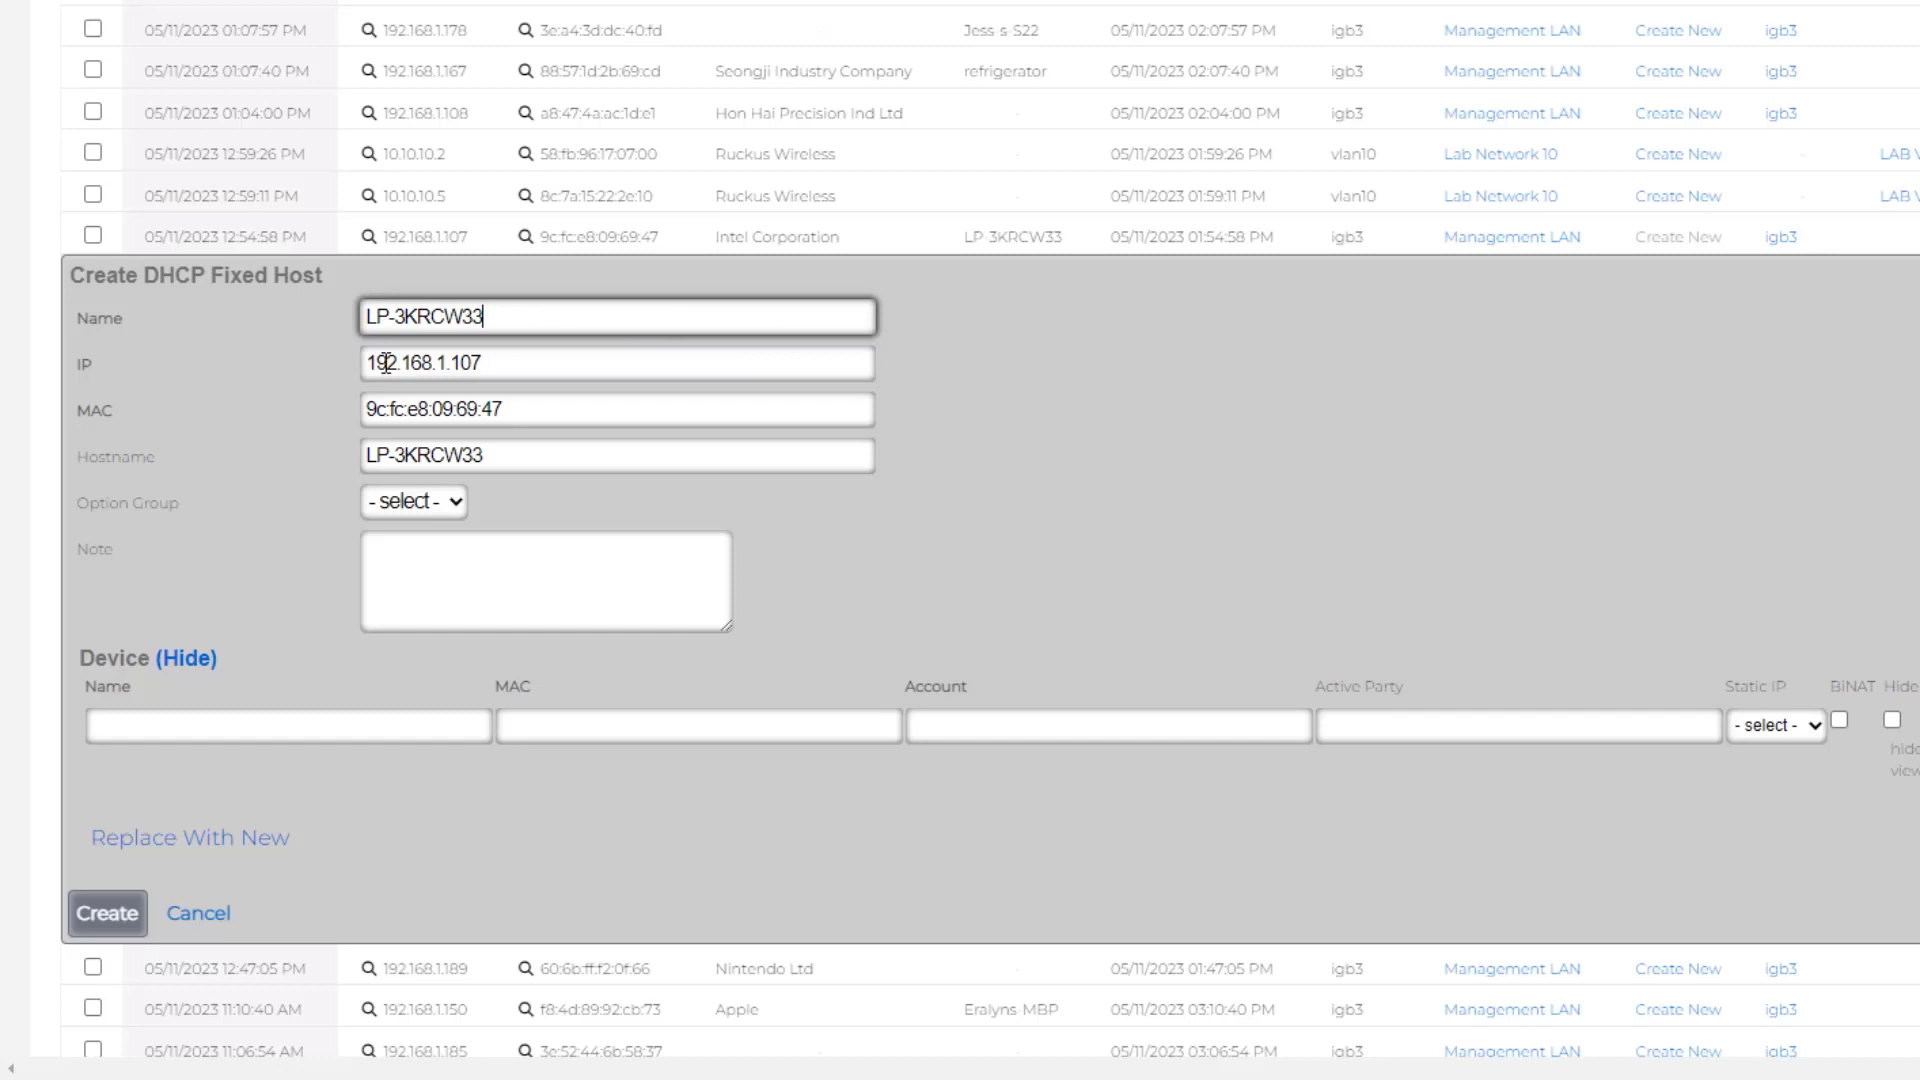 05/11/2023 01:07:57 PM 192.168.1.178 3e:a4:3d:dc:40:fd Jess-s-S22 05/11/2023 02:07:57 PM igb3 Management LAN Create New igb3
05/11/2023 01:07:40 PM 192.168.1.167 88:57:1d:2b:69:cd Seongji Industry Company refrigerator 05/11/2023 02:07:40 PM igb3 Management LAN Create New igb3
05/11/2023 01:04:00 PM 192.168.1.108 a8:47:4a:ac:1d:e1 Hon Hai Precision Ind Ltd - 05/11/2023 02:04:00 PM igb3 Management LAN Create New igb3
05/11/2023 12:59:26 PM 10.10.10.2 58:fb:96:17:07:00 Ruckus Wireless - 05/11/2023 01:59:26 PM vlan10 Lab Network 10 Create New - LAB
05/11/2023 12:59:11 PM 10.10.10.5 8c:7a:15:22:2e:10 Ruckus Wireless - 05/11/2023 01:59:11 PM vlan10 Lab Network 10 Create New - LAB
05/11/2023 12:54:58 PM 192.168.1.107 9c:fc:e8:09:69:47 Intel Corporation LP-3KRCW33 05/11/2023 01:54:58 PM igb3 Management LAN Create New igb3
Create DHCP Fixed Host
Name LP-3KRCW33
IP 192.168.1.107
MAC 9c:fc:e8:09:69:47
Hostname LP-3KRCW33
Option Group - select -
Note
Device (Hide)
Name MAC Account Active Party Static IP BiNAT Hide
- select -
hide
view
Replace With New
Create Cancel
05/11/2023 12:47:05 PM 192.168.1.189 60:6b:ff:f2:0f:66 Nintendo Ltd - 05/11/2023 01:47:05 PM igb3 Management LAN Create New igb3
05/11/2023 11:10:40 AM 192.168.1.150 f8:4d:89:92:cb:73 Apple Eralyns-MBP 05/11/2023 03:10:40 PM igb3 Management LAN Create New igb3
05/11/2023 11:06:54 AM 192.168.1.185 3e:52:44:6b:58:37 - - 05/11/2023 03:06:54 PM igb3 Management LAN Create New igb3